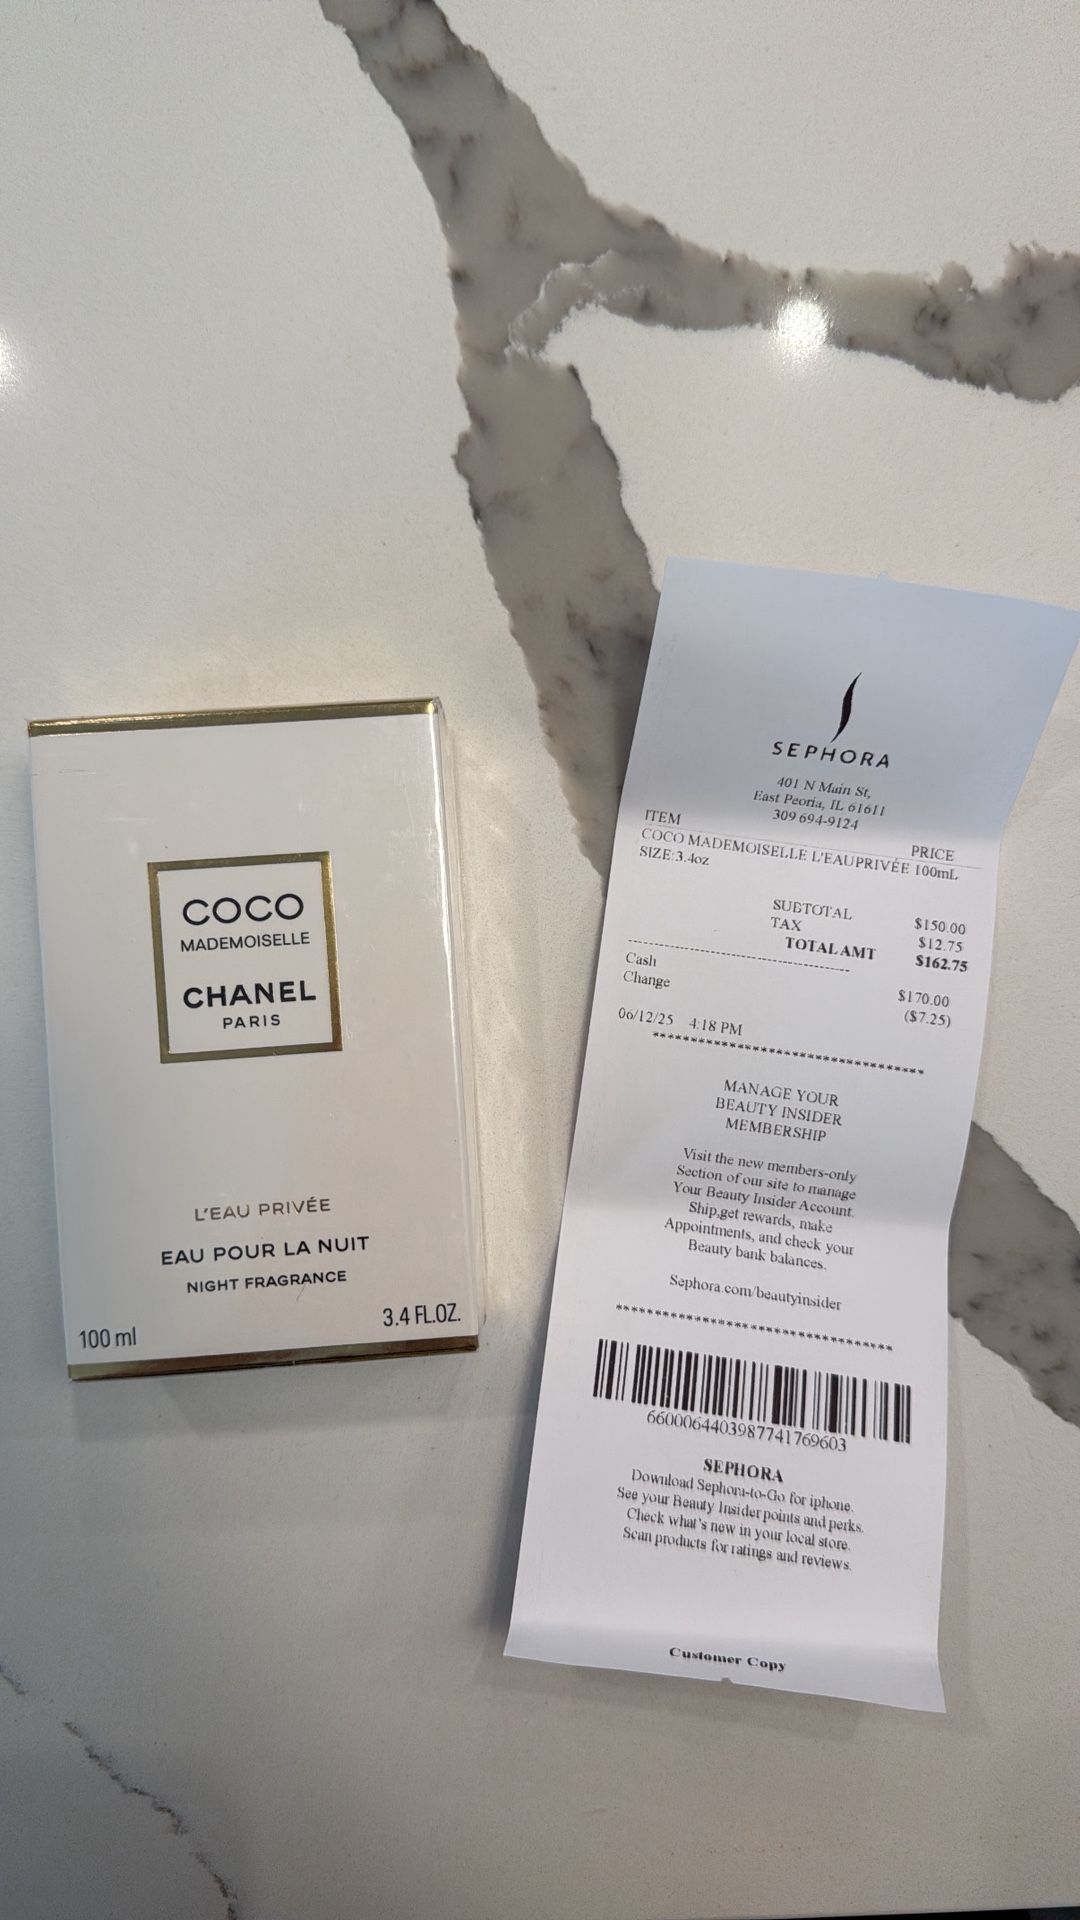 COCO
MADEMOISELLE
CHANEL
PARIS
L'EAU PRIVÉE
EAU POUR LA NUIT
NIGHT FRAGRANCE
100 ml 3.4 FL.OZ.
SEPHORA
401 N Main St,
East Peoria, IL 61611
309 694-9124
ITEM PRICE
COCO MADEMOISELLE L'EAUPRIVÉE 100mL
SIZE:3.4oz
SUBTOTAL $150.00
TAX $12.75
TOTAL AMT $162.75
Cash $170.00
Change ($7.25)
06/12/25 4:18 PM
***********************************
MANAGE YOUR
BEAUTY INSIDER
MEMBERSHIP
Visit the new members-only
Section of our site to manage
Your Beauty Insider Account.
Ship,get rewards, make
Appointments, and check your
Beauty bank balances.
Sephora.com/beautyinsider
***********************************
6600064403987741769603
SEPHORA
Download Sephora-to-Go for iphone.
See your Beauty Insider points and perks.
Check what's new in your local store.
Scan products for ratings and reviews.
Customer Copy